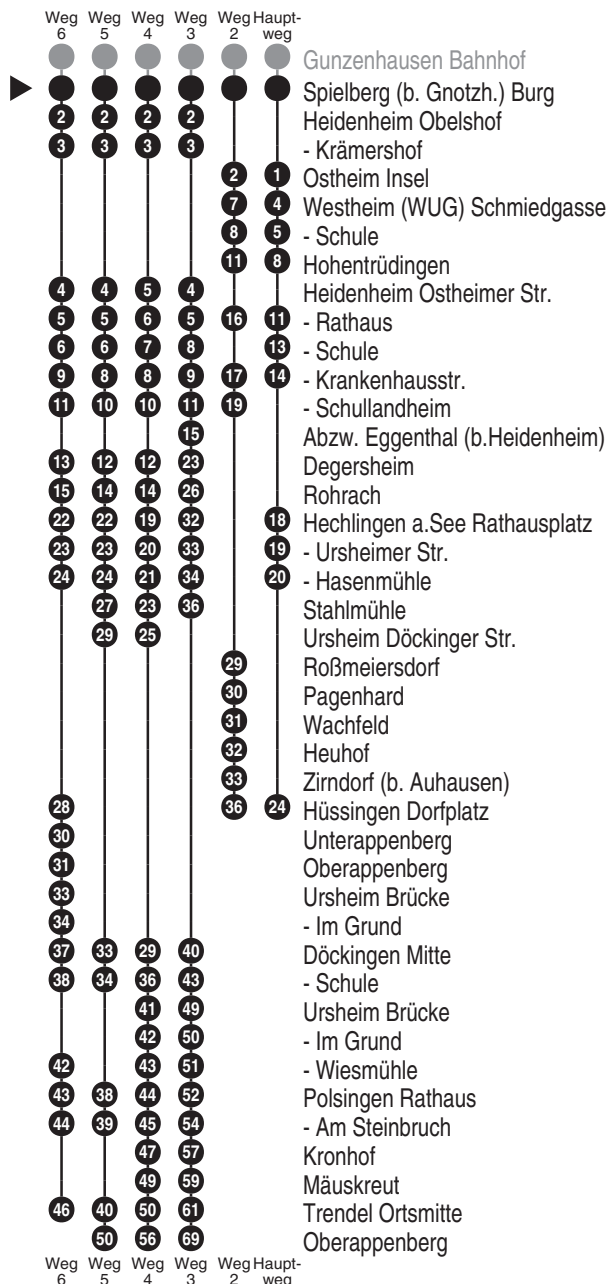 Weg 6 Weg 5 Weg 4 Weg 3 Weg 2 Haupt-weg
Gunzenhausen Bahnhof
Spielberg (b. Gnotzh.) Burg
2 2 2 2 Heidenheim Obelshof
3 3 3 3 - Krämershof
2 1 Ostheim Insel
7 4 Westheim (WUG) Schmiedgasse
8 5 - Schule
11 8 Hohentrüdingen
4 4 5 4 Heidenheim Ostheimer Str.
5 5 6 5 16 11 - Rathaus
6 6 7 8 13 - Schule
9 8 8 9 17 14 - Krankenhausstr.
11 10 10 11 19 - Schullandheim
15 Abzw. Eggenthal (b.Heidenheim)
13 12 12 23 Degersheim
15 14 14 26 Rohrach
22 22 19 32 18 Hechlingen a.See Rathausplatz
23 23 20 33 19 - Ursheimer Str.
24 24 21 34 20 - Hasenmühle
27 23 36 Stahlmühle
29 25 Ursheim Döckinger Str.
29 Roßmeiersdorf
30 Pagenhard
31 Wachfeld
32 Heuhof
33 Zirndorf (b. Auhausen)
28 36 24 Hüssingen Dorfplatz
30 Unterappenberg
31 Oberappenberg
33 Ursheim Brücke
34 - Im Grund
37 33 29 40 Döckingen Mitte
38 34 36 43 - Schule
41 49 Ursheim Brücke
42 50 - Im Grund
42 43 51 - Wiesmühle
43 38 44 52 Polsingen Rathaus
44 39 45 54 - Am Steinbruch
47 57 Kronhof
49 59 Mäuskreut
46 40 50 61 Trendel Ortsmitte
50 56 69 Oberappenberg
Weg 6 Weg 5 Weg 4 Weg 3 Weg 2 Haupt-weg